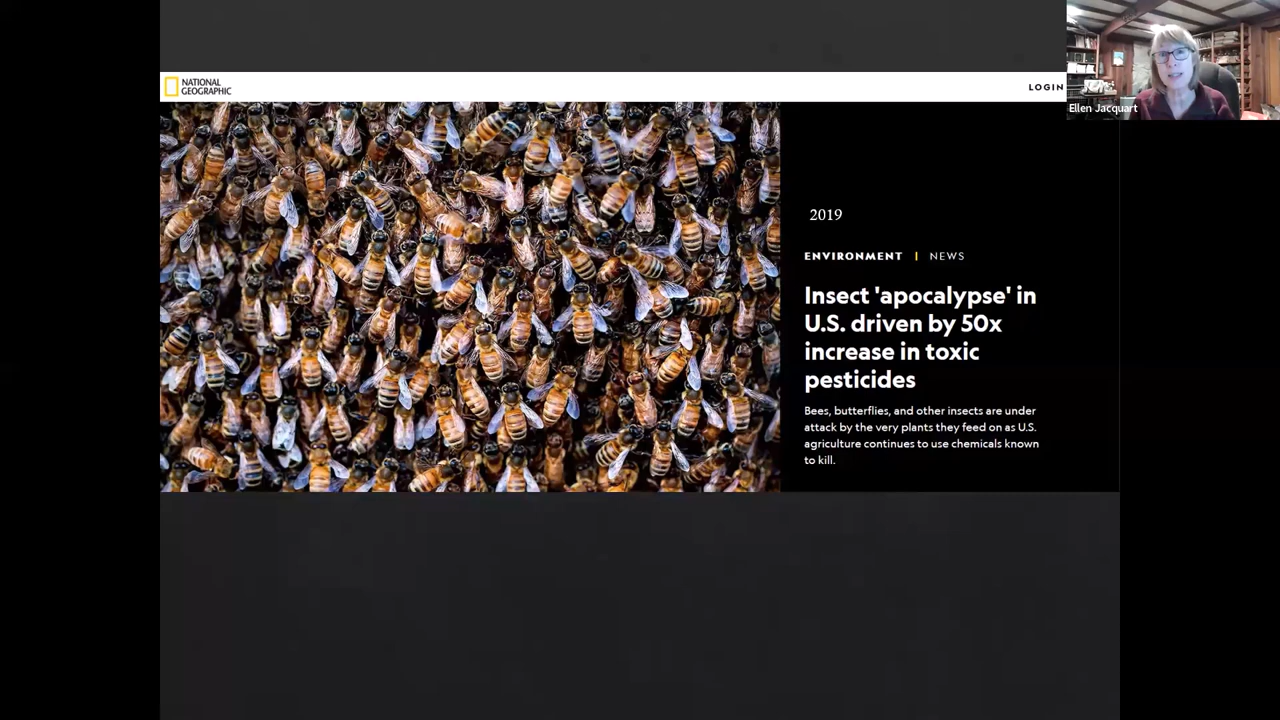 NATIONAL
GEOGRAPHIC
LOGIN
Ellen Jacquart
2019
ENVIRONMENT | NEWS
Insect 'apocalypse' in
U.S. driven by 50x
increase in toxic
pesticides
Bees, butterflies, and other insects are under
attack by the very plants they feed on as U.S.
agriculture continues to use chemicals known
to kill.